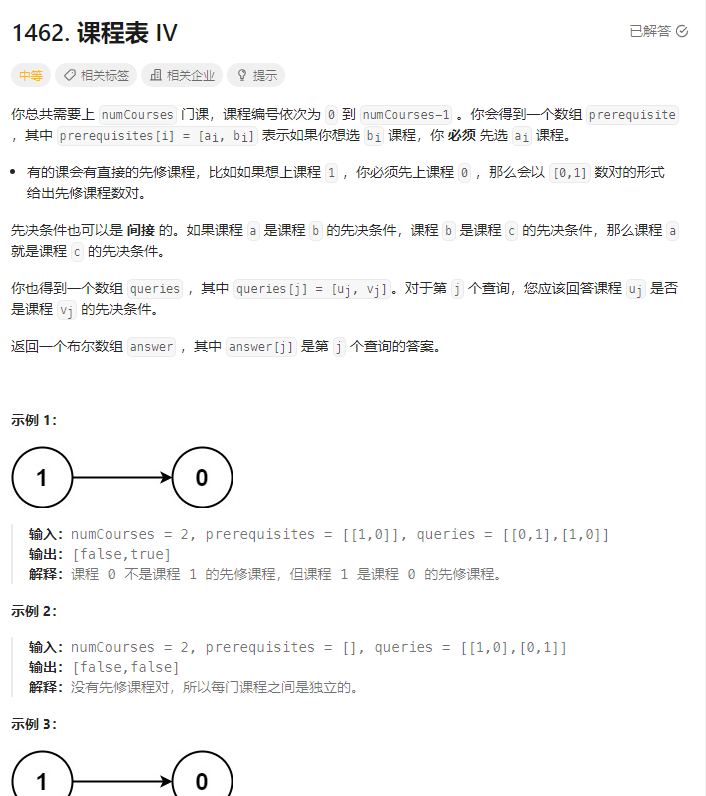 1462. 课程表 IV
已解答
中等 相关标签 相关企业 提示
你总共需要上 numCourses 门课，课程编号依次为 0 到 numCourses-1 。你会得到一个数组 prerequisite
，其中 prerequisites[i] = [ai, bi] 表示如果你想选 bi 课程，你 必须 先选 ai 课程。
• 有的课会有直接的先修课程，比如如果想上课程 1 ，你必须先上课程 0 ，那么会以 [0,1] 数对的形式
给出先修课程数对。
先决条件也可以是 间接 的。如果课程 a 是课程 b 的先决条件，课程 b 是课程 c 的先决条件，那么课程 a
就是课程 c 的先决条件。
你也得到一个数组 queries ，其中 queries[j] = [uj, vj]。对于第 j 个查询，您应该回答课程 uj 是否
是课程 vj 的先决条件。
返回一个布尔数组 answer ，其中 answer[j] 是第 j 个查询的答案。
示例 1：
1 0
输入：numCourses = 2, prerequisites = [[1,0]], queries = [[0,1],[1,0]]
输出：[false,true]
解释：课程 0 不是课程 1 的先修课程，但课程 1 是课程 0 的先修课程。
示例 2：
输入：numCourses = 2, prerequisites = [], queries = [[1,0],[0,1]]
输出：[false,false]
解释：没有先修课程对，所以每门课程之间是独立的。
示例 3：
1 0